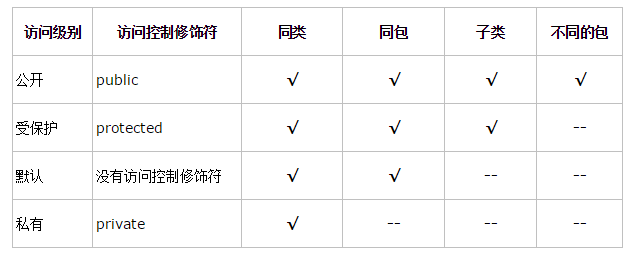 访问级别 访问控制修饰符 同类 同包 子类 不同的包
公开 public √ √ √ √
受保护 protected √ √ √ --
默认 没有访问控制修饰符 √ √ -- --
私有 private √ -- -- --